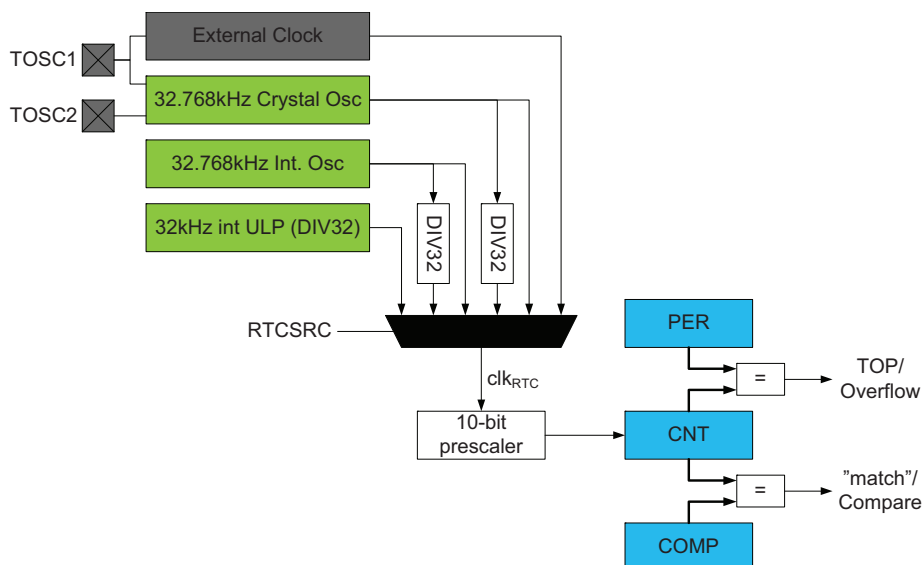 External Clock
TOSC1
32.768kHz Crystal Osc
TOSC2
32.768kHz Int. Osc
32kHz int ULP (DIV32)
DIV32
DIV32
RTCSRC
PER
clkRTC
=
TOP/
Overflow
10-bit
prescaler
CNT
=
”match”/
Compare
COMP